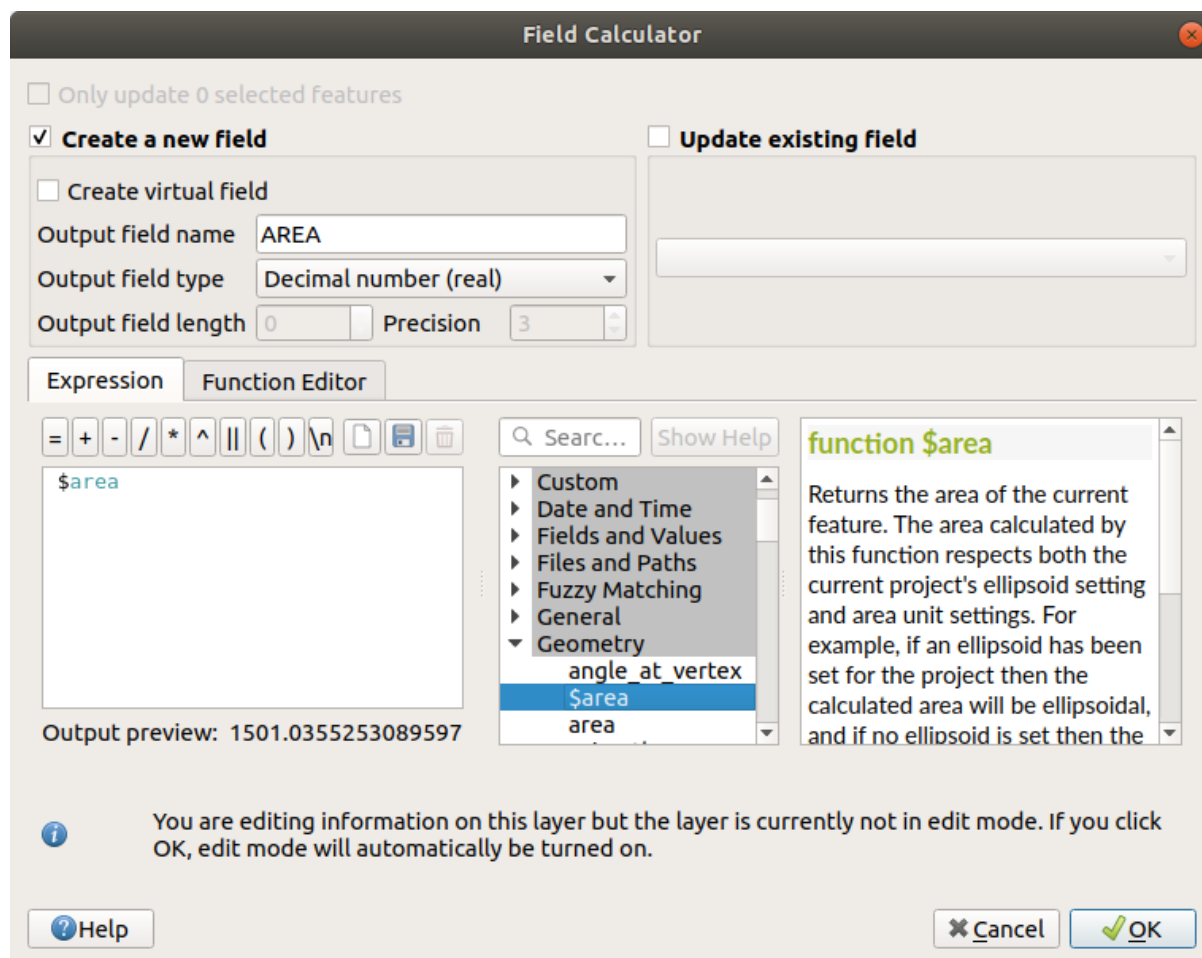 Field Calculator
Only update 0 selected features
Create a new field
Update existing field
Create virtual field
Output field name AREA
Output field type Decimal number (real)
Output field length 0 Precision 3
Expression Function Editor
= + - / * ^ || ( ) \n
Searc... Show Help
$area
Output preview: 1501.0355253089597
Custom
Date and Time
Fields and Values
Files and Paths
Fuzzy Matching
General
Geometry
angle_at_vertex
$area
area
function $area
Returns the area of the current
feature. The area calculated by
this function respects both the
current project's ellipsoid setting
and area unit settings. For
example, if an ellipsoid has been
set for the project then the
calculated area will be ellipsoidal,
and if no ellipsoid is set then the
You are editing information on this layer but the layer is currently not in edit mode. If you click
OK, edit mode will automatically be turned on.
Help
Cancel
OK